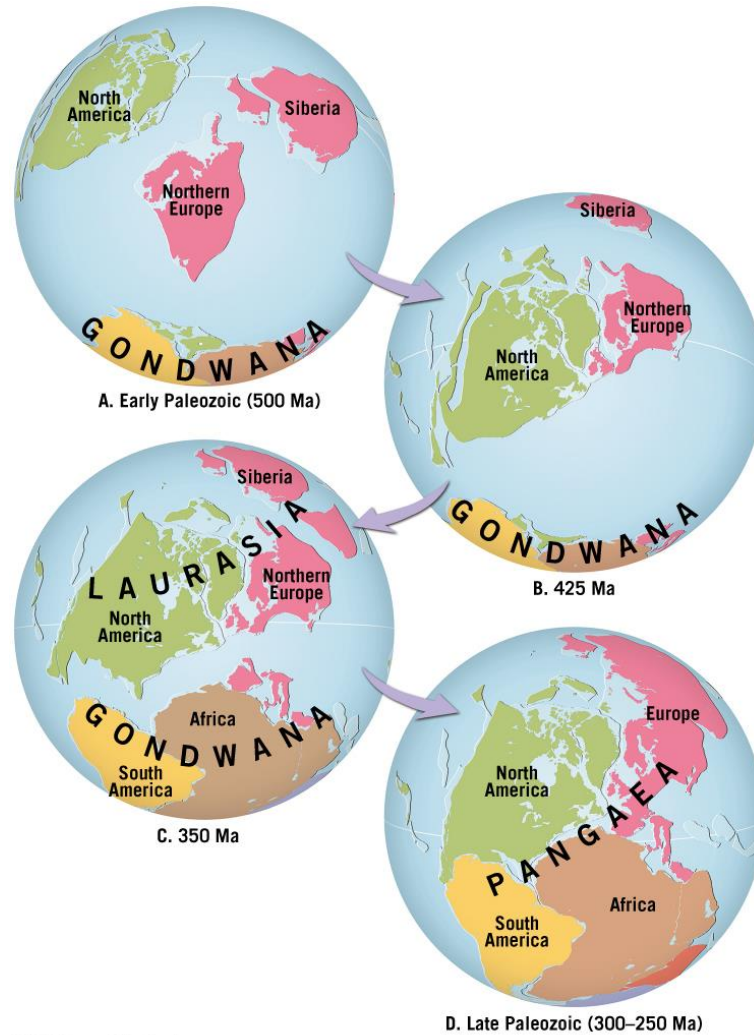 North
America
Siberia
Northern
Europe
GONDWANA
A. Early Paleozoic (500 Ma)
Siberia
Northern
Europe
North
America
GONDWANA
B. 425 Ma
Siberia
LAURASIA
Northern
Europe
North
America
Africa
GONDWANA
South
America
C. 350 Ma
Europe
North
America
PANGAEA
Africa
South
America
D. Late Paleozoic (300–250 Ma)